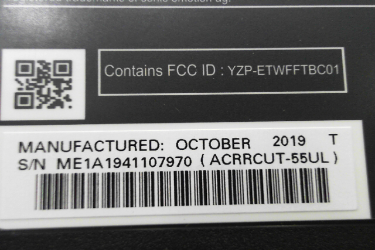 Contains FCC ID : YZP-ETWFFTBC01
MANUFACTURED: OCTOBER 2019 T
S/N ME1A1941107970 ( ACRRCUT-55UL )